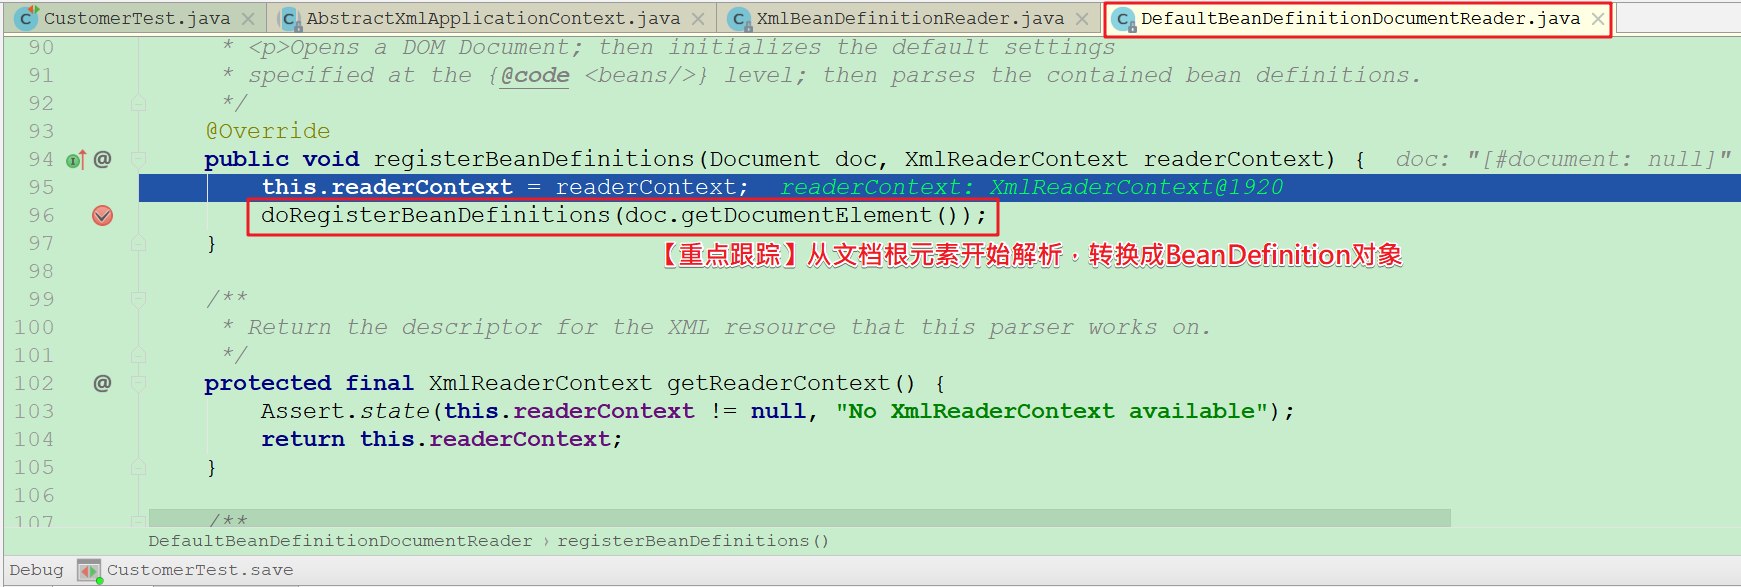 CustomerTest.java AbstractXmlApplicationContext.java XmlBeanDefinitionReader.java DefaultBeanDefinitionDocumentReader.java
90 * <p>Opens a DOM Document; then initializes the default settings
91 * specified at the {@code <beans/>} level; then parses the contained bean definitions.
92 */
93 @Override
94 @ public void registerBeanDefinitions(Document doc, XmlReaderContext readerContext) { doc: "[#document: null]"
95 this.readerContext = readerContext; readerContext: XmlReaderContext@1920
96 doRegisterBeanDefinitions(doc.getDocumentElement());
97 }
【重点跟踪】从文档根元素开始解析，转换成BeanDefinition对象
98
99 /**
100 * Return the descriptor for the XML resource that this parser works on.
101 */
102 @ protected final XmlReaderContext getReaderContext() {
103 Assert.state(this.readerContext != null, "No XmlReaderContext available");
104 return this.readerContext;
105 }
106
107 /**
DefaultBeanDefinitionDocumentReader › registerBeanDefinitions()
Debug CustomerTest.save